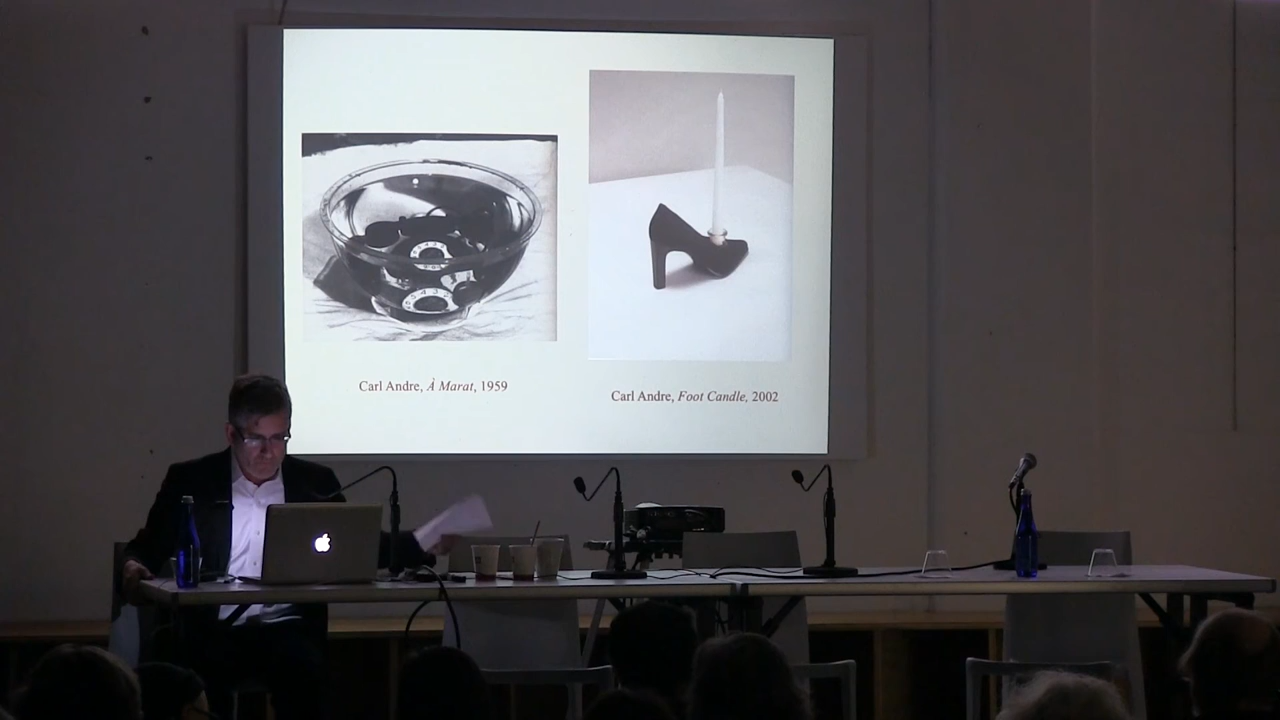 Carl Andre, À Marat, 1959
Carl Andre, Foot Candle, 2002